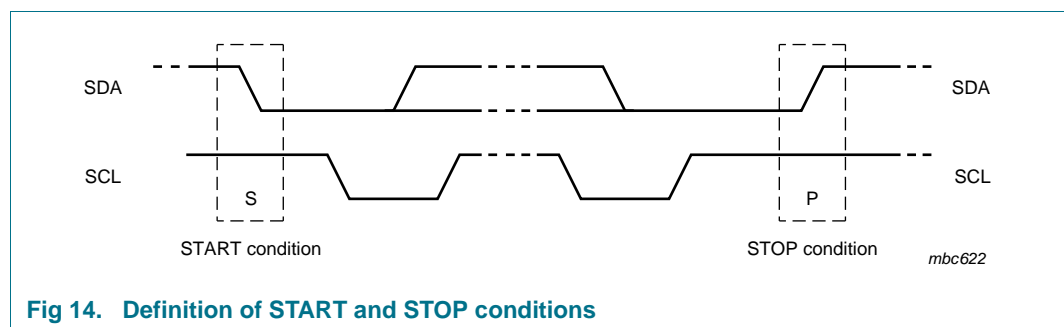 SDA SDA
SCL SCL
S P
START condition STOP condition
mbc622
Fig 14. Definition of START and STOP conditions